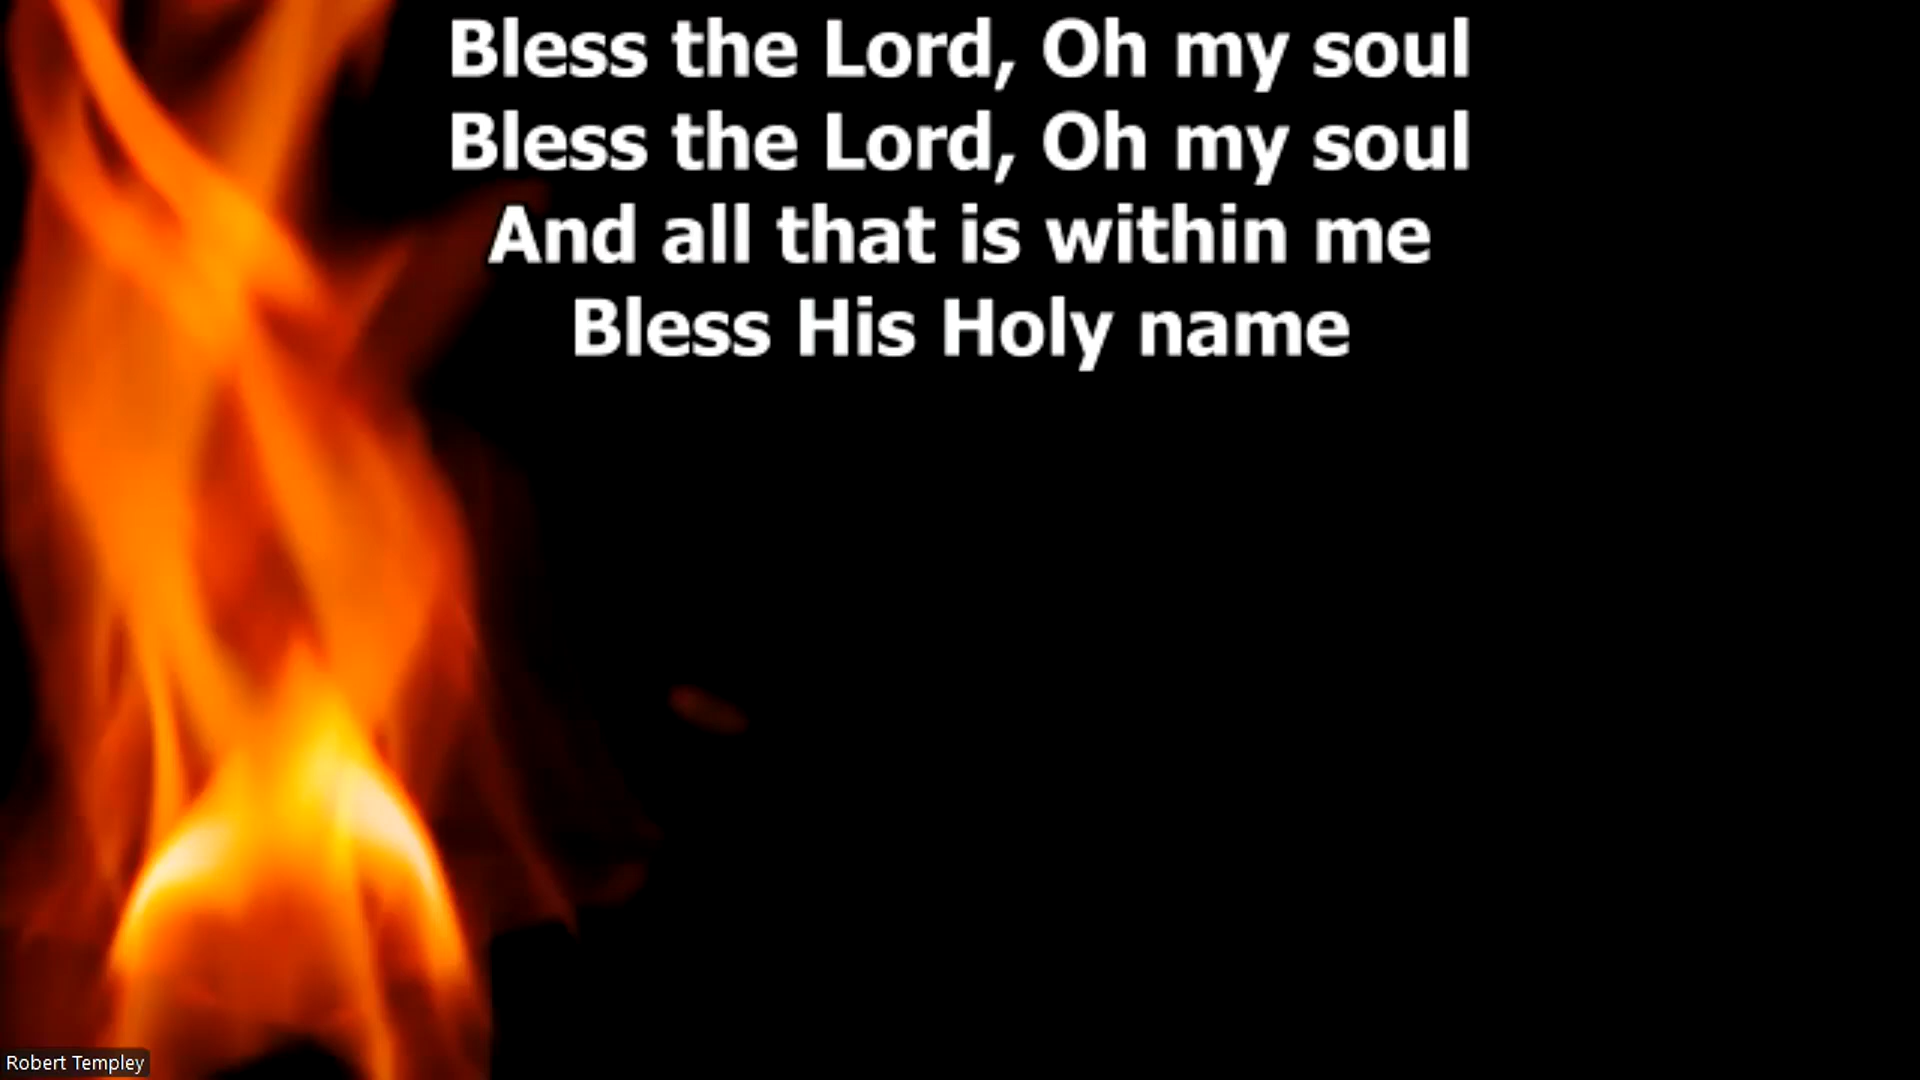 Bless the Lord, Oh my soul
Bless the Lord, Oh my soul
And all that is within me
Bless His Holy name
Robert Templey